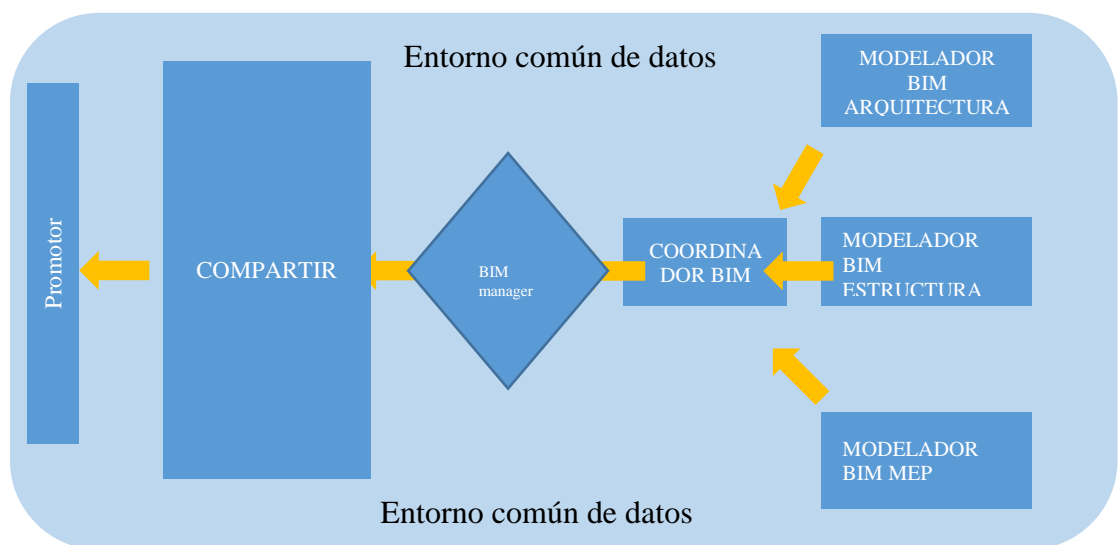 Entorno común de datos
Promotor
COMPARTIR
BIM
manager
COORDINA
DOR BIM
MODELADOR
BIM
ARQUITECTURA
MODELADOR
BIM
ESTRUCTURA
MODELADOR
BIM MEP
Entorno común de datos